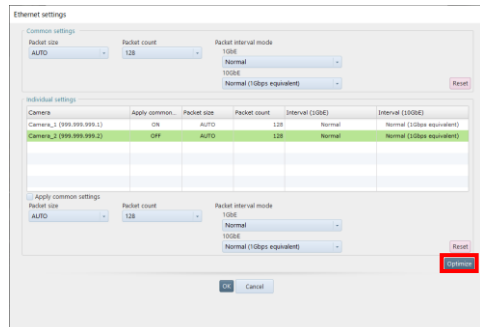 Ethernet settings
Common settings
Packet size Packet count Packet interval mode
AUTO 128 1GbE
Normal
10GbE
Normal (1Gbps equivalent) Reset
Individual settings
Camera Apply common... Packet size Packet count Interval (1GbE) Interval (10GbE)
Camera_1 (999.999.999.1) ON AUTO 128 Normal Normal (1Gbps equivalent)
Camera_2 (999.999.999.2) OFF AUTO 128 Normal Normal (1Gbps equivalent)
Apply common settings
Packet size Packet count Packet interval mode
AUTO 128 1GbE
Normal
10GbE
Normal (1Gbps equivalent) Reset
Optimize
OK Cancel